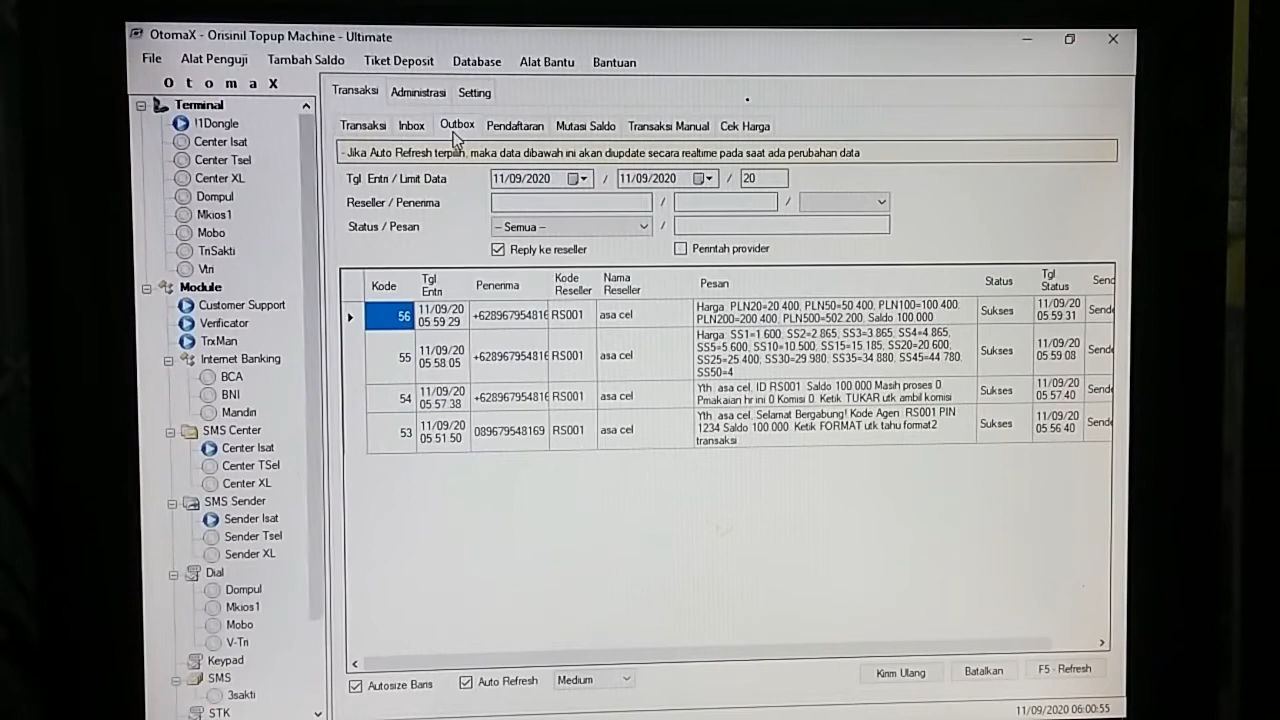 OtomaX - Orisinil Topup Machine - Ultimate
File Alat Penguji Tambah Saldo Tiket Deposit Database Alat Bantu Bantuan
O t o m a X
Terminal
!1Dongle
Center Isat
Center Tsel
Center XL
Dompul
Mkios1
Mobo
TriSakti
Vtri
Module
Customer Support
Verificator
TrxMan
Internet Banking
BCA
BNI
Mandiri
SMS Center
Center Isat
Center TSel
Center XL
SMS Sender
Sender Isat
Sender Tsel
Sender XL
Dial
Dompul
Mkios1
Mobo
V-Tri
Keypad
SMS
3sakti
STK
Transaksi Administrasi Setting
Transaksi Inbox Outbox Pendaftaran Mutasi Saldo Transaksi Manual Cek Harga
- Jika Auto Refresh terpilih, maka data dibawah ini akan diupdate secara realtime pada saat ada perubahan data
Tgl. Entri / Limit Data 11/09/2020 / 11/09/2020 / 20
Reseller / Penerima / /
Status / Pesan -- Semua -- /
Reply ke reseller Perintah provider
Kode Tgl Entri Penerima Kode Reseller Nama Reseller Pesan Status Tgl Status Send
56 11/09/20 05:59:29 +628967954816 RS001 asa cel Harga: PLN20=20.400, PLN50=50.400, PLN100=100.400,
PLN200=200.400, PLN500=502.200, Saldo 100.000 Sukses 11/09/20 05:59:31 Sende
55 11/09/20 05:58:05 +628967954816 RS001 asa cel Harga: SS1=1.600, SS2=2.865, SS3=3.865, SS4=4.865,
SS5=5.600, SS10=10.500, SS15=15.185, SS20=20.600,
SS25=25.400, SS30=29.980, SS35=34.880, SS45=44.780,
SS50=4 Sukses 11/09/20 05:59:08 Sende
54 11/09/20 05:57:38 +628967954816 RS001 asa cel Yth. asa cel, ID RS001. Saldo 100.000 Masih proses 0.
Pmakaian hr ini 0 Komisi 0. Ketik TUKAR utk ambil komisi Sukses 11/09/20 05:57:40 Sende
53 11/09/20 05:51:50 089679548169 RS001 asa cel Yth. asa cel, Selamat Bergabung! Kode Agen: RS001 PIN
1234 Saldo 100.000. Ketik FORMAT utk tahu format2
transaksi Sukses 11/09/20 05:56:40 Sende
Autosize Baris Auto Refresh Medium Kirim Ulang Batalkan F5 - Refresh
11/09/2020 06:00:55